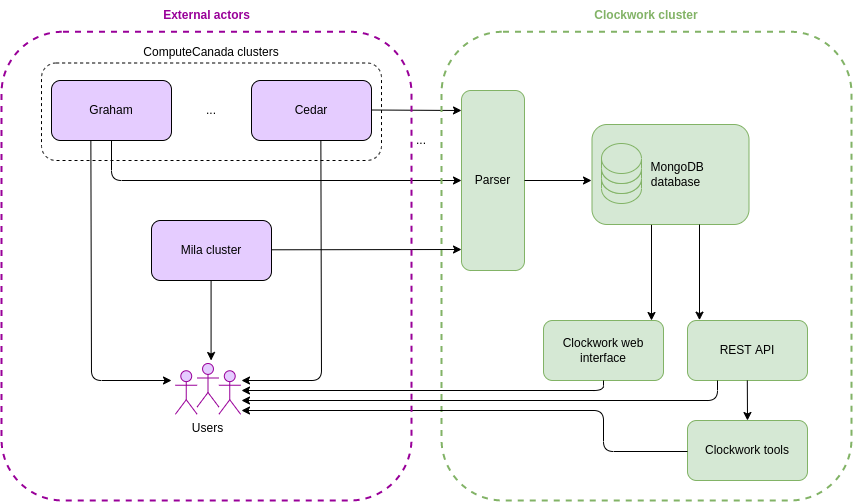 External actors
Clockwork cluster
ComputeCanada clusters
Graham
...
Cedar
...
Parser
MongoDB
database
Mila cluster
Clockwork web
interface
REST API
Users
Clockwork tools